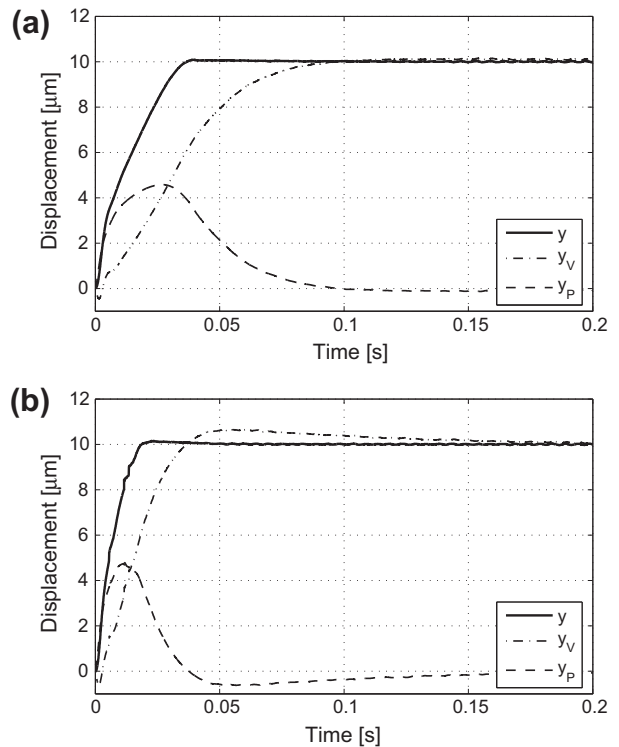 (a)
12
10
8
6
4
2
0
Displacement [μm]
y
y_V
y_P
0 0.05 0.1 0.15 0.2
Time [s]
(b)
12
10
8
6
4
2
0
Displacement [μm]
y
y_V
y_P
0 0.05 0.1 0.15 0.2
Time [s]